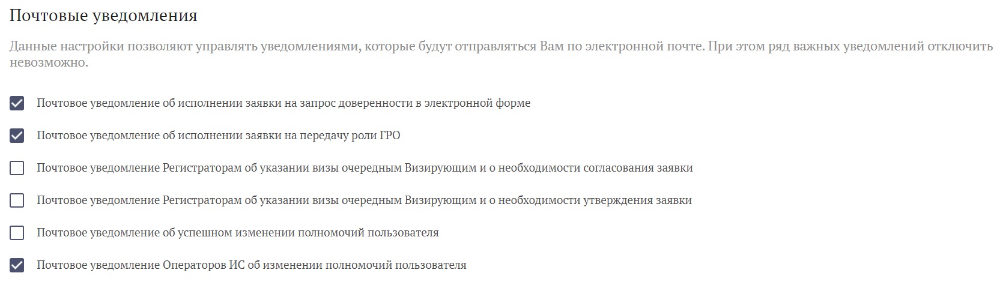 Почтовые уведомления
Данные настройки позволяют управлять уведомлениями, которые будут отправляться Вам по электронной почте. При этом ряд важных уведомлений отключить
невозможно.
Почтовое уведомление об исполнении заявки на запрос доверенности в электронной форме
Почтовое уведомление об исполнении заявки на передачу роли ГРО
Почтовое уведомление Регистраторам об указании визы очередным Визирующим и о необходимости согласования заявки
Почтовое уведомление Регистраторам об указании визы очередным Визирующим и о необходимости утверждения заявки
Почтовое уведомление об успешном изменении полномочий пользователя
Почтовое уведомление Операторов ИС об изменении полномочий пользователя